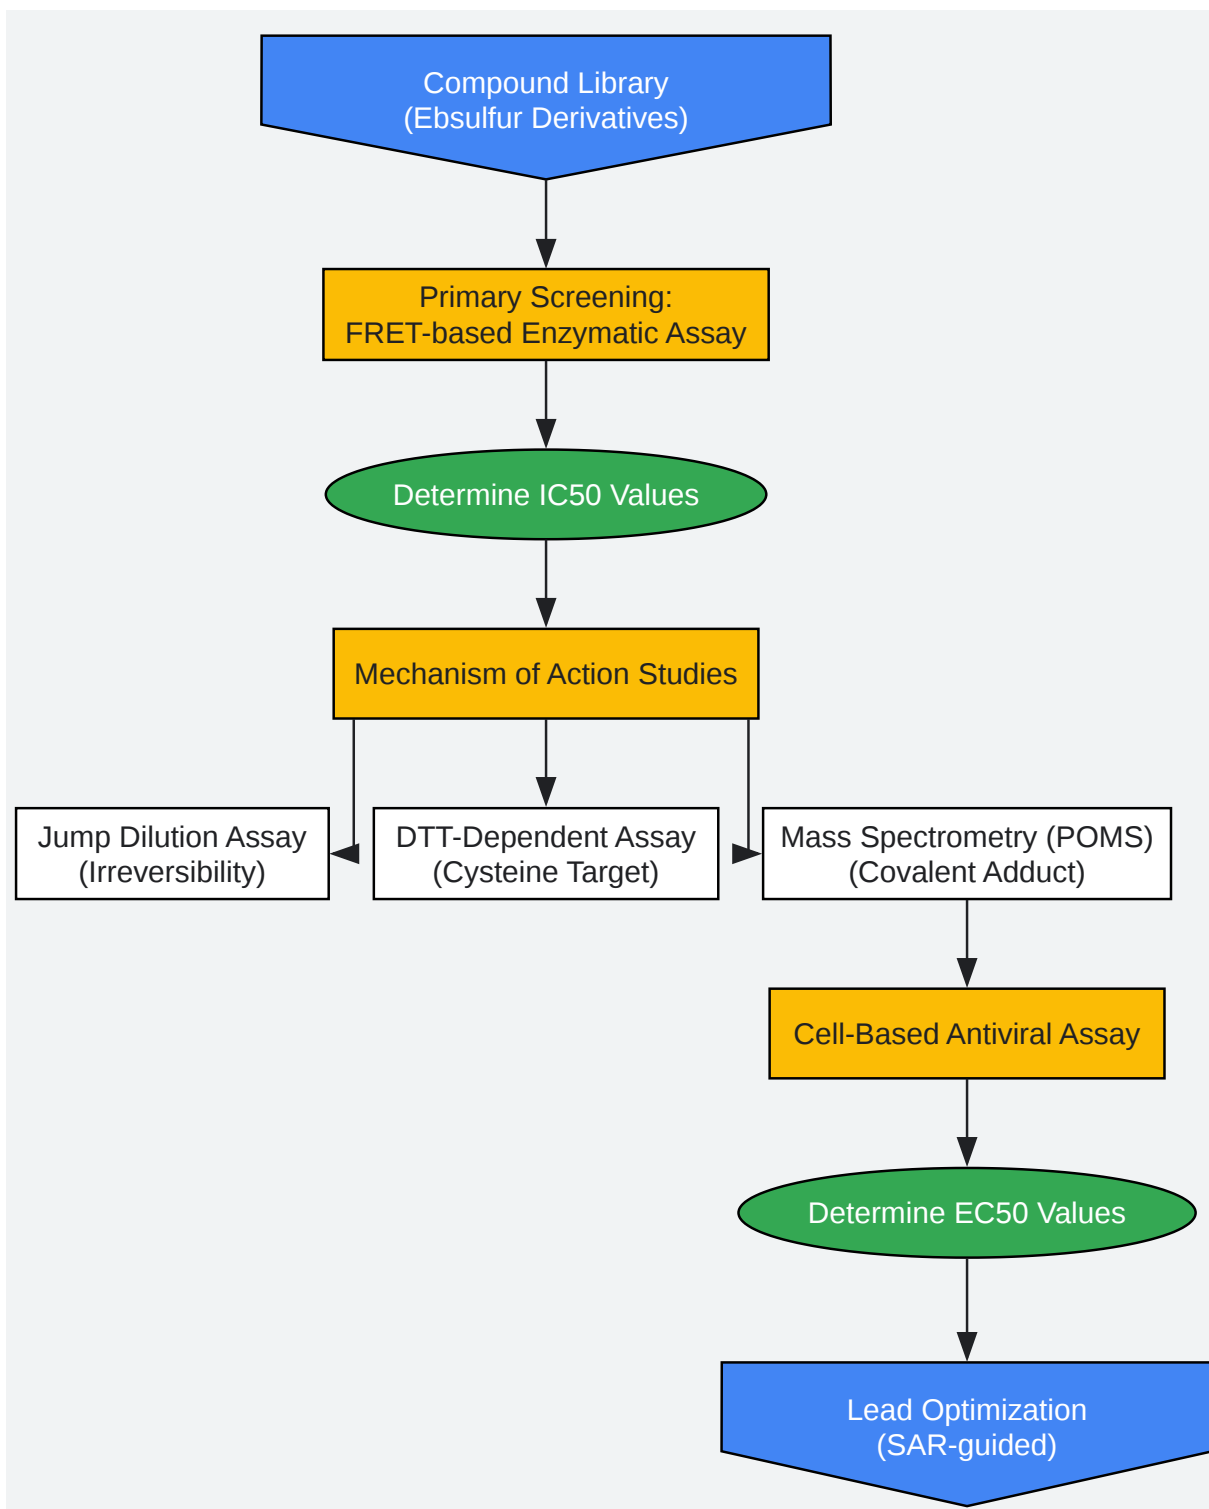 Compound Library
(Ebsulfur Derivatives)
Primary Screening:
FRET-based Enzymatic Assay
Determine IC50 Values
Mechanism of Action Studies
Jump Dilution Assay
(Irreversibility)
DTT-Dependent Assay
(Cysteine Target)
Mass Spectrometry (POMS)
(Covalent Adduct)
Cell-Based Antiviral Assay
Determine EC50 Values
Lead Optimization
(SAR-guided)